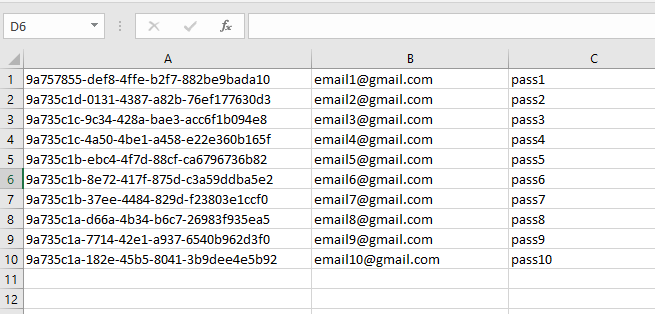 D6 fx
A B C
1 9a757855-def8-4ffe-b2f7-882be9bada10 email1@gmail.com pass1
2 9a735c1d-0131-4387-a82b-76ef177630d3 email2@gmail.com pass2
3 9a735c1c-9c34-428a-bae3-acc6f1b094e8 email3@gmail.com pass3
4 9a735c1c-4a50-4be1-a458-e22e360b165f email4@gmail.com pass4
5 9a735c1b-ebc4-4f7d-88cf-ca6796736b82 email5@gmail.com pass5
6 9a735c1b-8e72-417f-875d-c3a59ddba5e2 email6@gmail.com pass6
7 9a735c1b-37ee-4484-829d-f23803e1ccf0 email7@gmail.com pass7
8 9a735c1a-d66a-4b34-b6c7-26983f935ea5 email8@gmail.com pass8
9 9a735c1a-7714-42e1-a937-6540b962d3f0 email9@gmail.com pass9
10 9a735c1a-182e-45b5-8041-3b9dee4e5b92 email10@gmail.com pass10
11
12